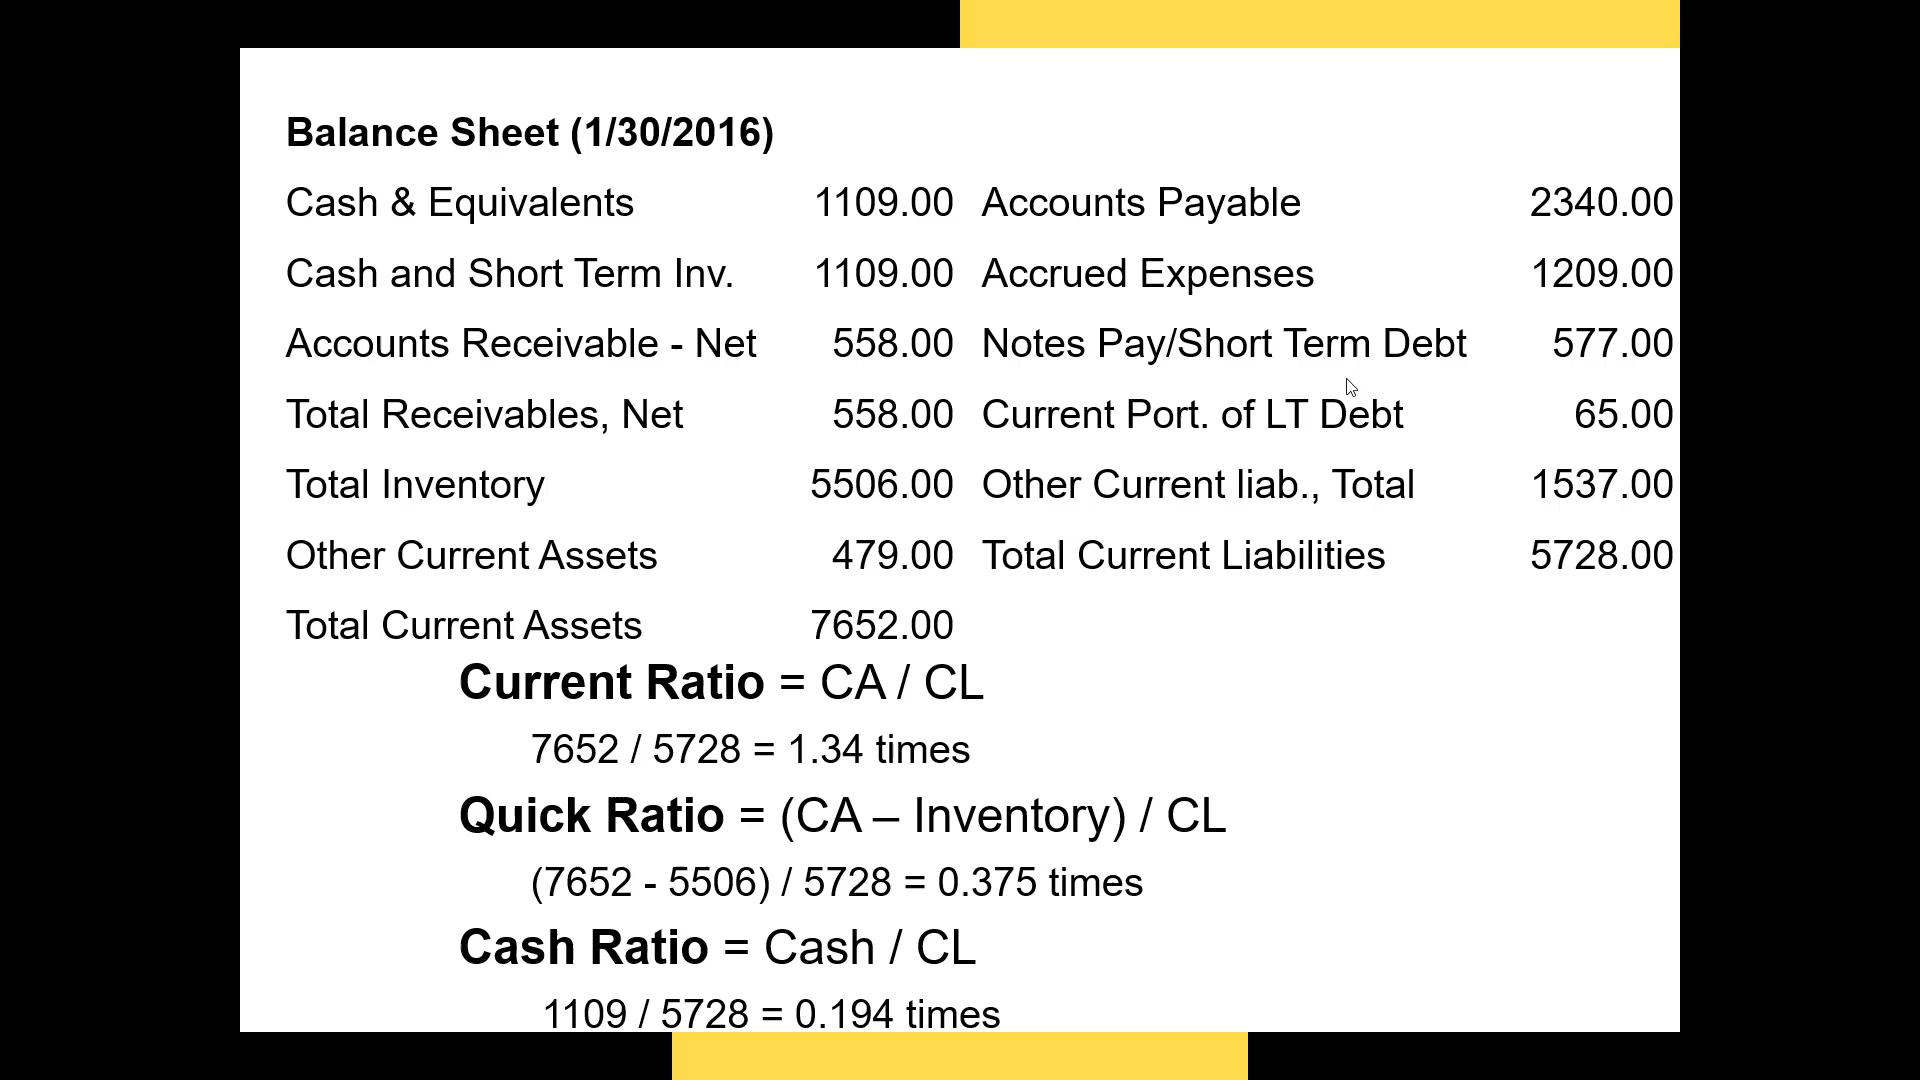 Balance Sheet (1/30/2016)
Cash & Equivalents 1109.00 Accounts Payable 2340.00
Cash and Short Term Inv. 1109.00 Accrued Expenses 1209.00
Accounts Receivable - Net 558.00 Notes Pay/Short Term Debt 577.00
Total Receivables, Net 558.00 Current Port. of LT Debt 65.00
Total Inventory 5506.00 Other Current liab., Total 1537.00
Other Current Assets 479.00 Total Current Liabilities 5728.00
Total Current Assets 7652.00
Current Ratio = CA / CL
7652 / 5728 = 1.34 times
Quick Ratio = (CA – Inventory) / CL
(7652 - 5506) / 5728 = 0.375 times
Cash Ratio = Cash / CL
1109 / 5728 = 0.194 times